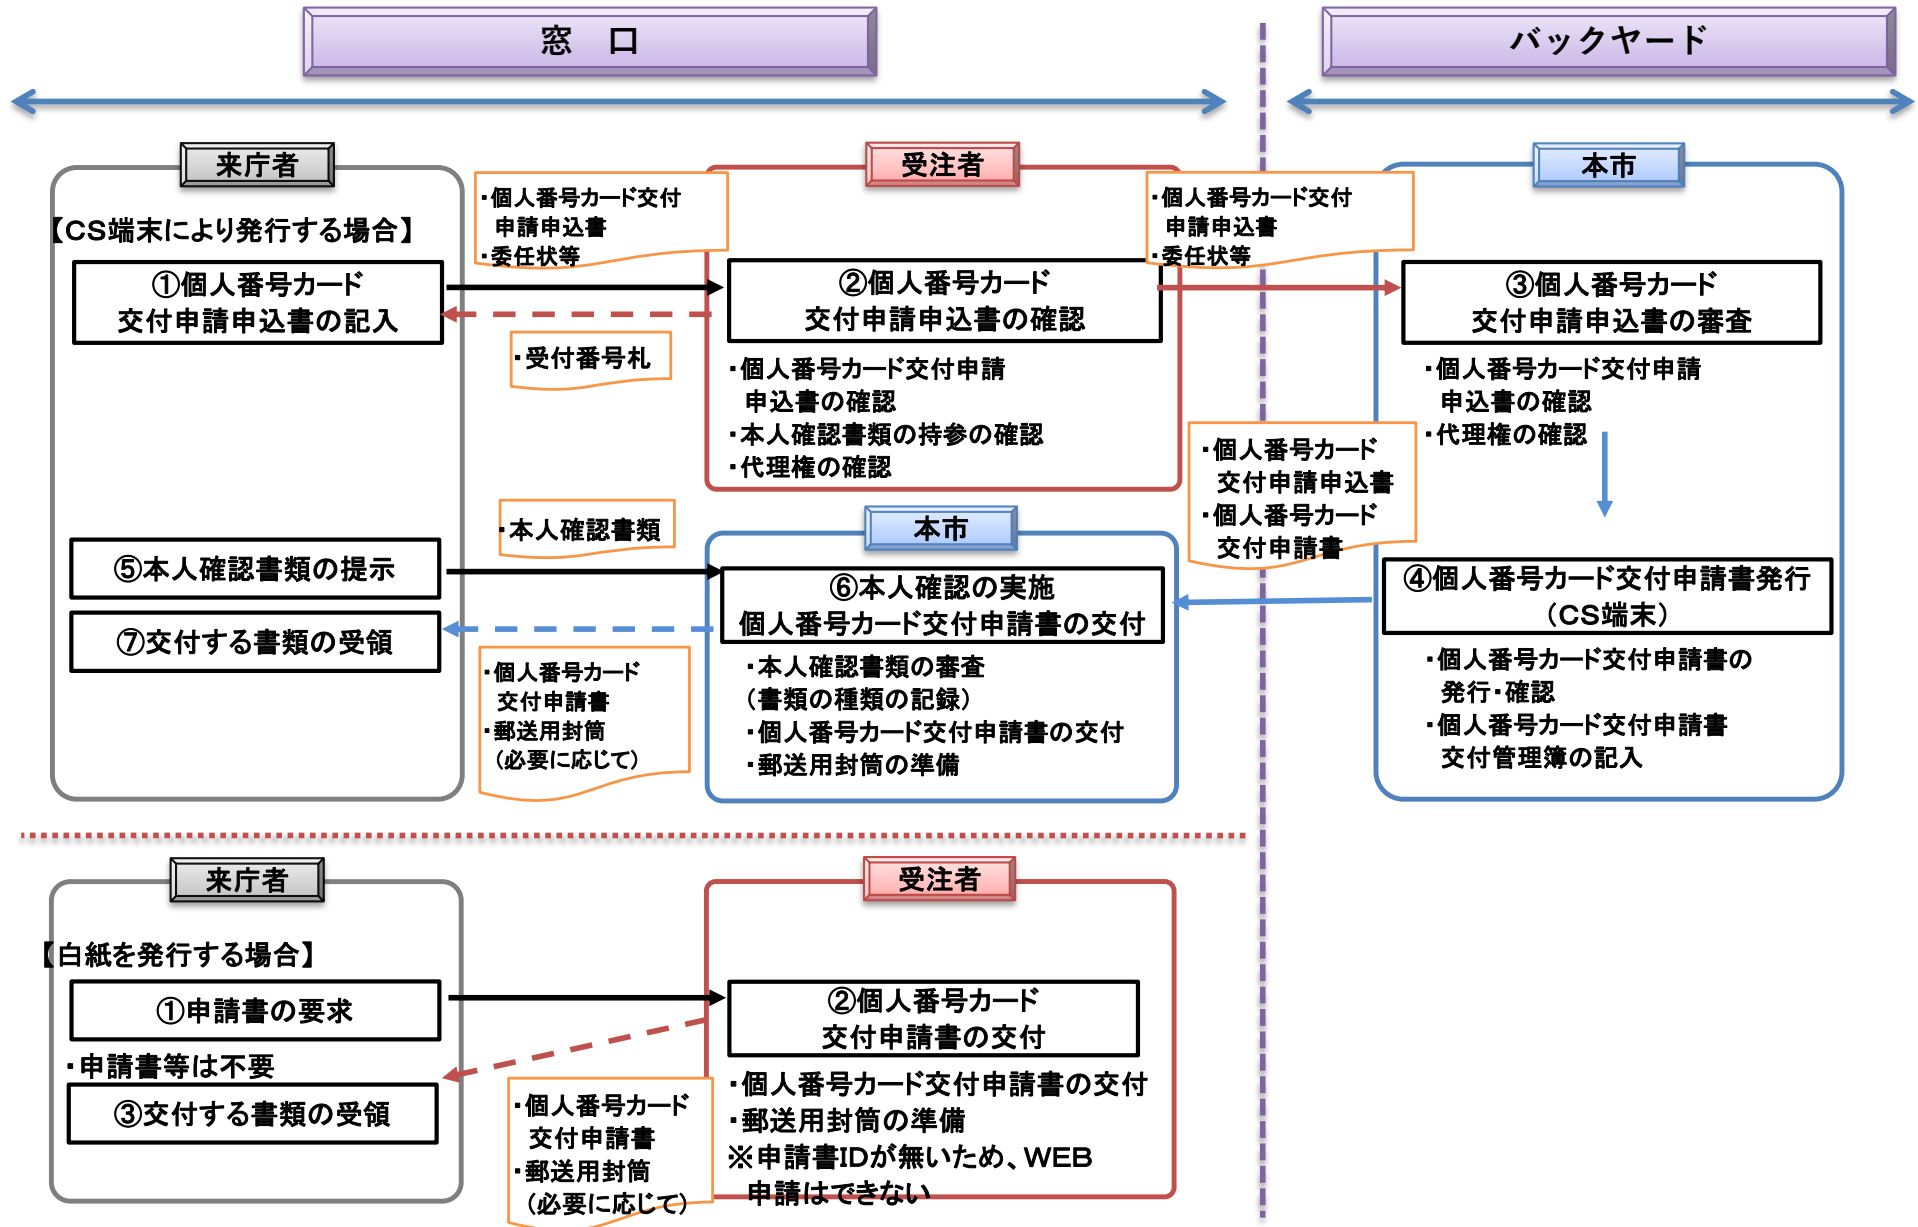 窓　口
バックヤード
来庁者
【CS端末により発行する場合】
①個人番号カード
交付申請申込書の記入
・個人番号カード交付
申請申込書
・委任状等
・受付番号札
受注者
②個人番号カード
交付申請申込書の確認
・個人番号カード交付申請
申込書の確認
・本人確認書類の持参の確認
・代理権の確認
・個人番号カード交付
申請申込書
・委任状等
本市
③個人番号カード
交付申請申込書の審査
・個人番号カード交付申請
申込書の確認
・代理権の確認
④個人番号カード交付申請書発行
（CS端末）
・個人番号カード交付申請書の
発行・確認
・個人番号カード交付申請書
交付管理簿の記入
・個人番号カード
交付申請申込書
・個人番号カード
交付申請書
⑤本人確認書類の提示
・本人確認書類
本市
⑥本人確認の実施
個人番号カード交付申請書の交付
・本人確認書類の審査
（書類の種類の記録）
・個人番号カード交付申請書の交付
・郵送用封筒の準備
⑦交付する書類の受領
・個人番号カード
交付申請書
・郵送用封筒
（必要に応じて）
来庁者
【白紙を発行する場合】
①申請書の要求
・申請書等は不要
③交付する書類の受領
・個人番号カード
交付申請書
・郵送用封筒
（必要に応じて）
受注者
②個人番号カード
交付申請書の交付
・個人番号カード交付申請書の交付
・郵送用封筒の準備
※申請書IDが無いため、WEB
申請はできない